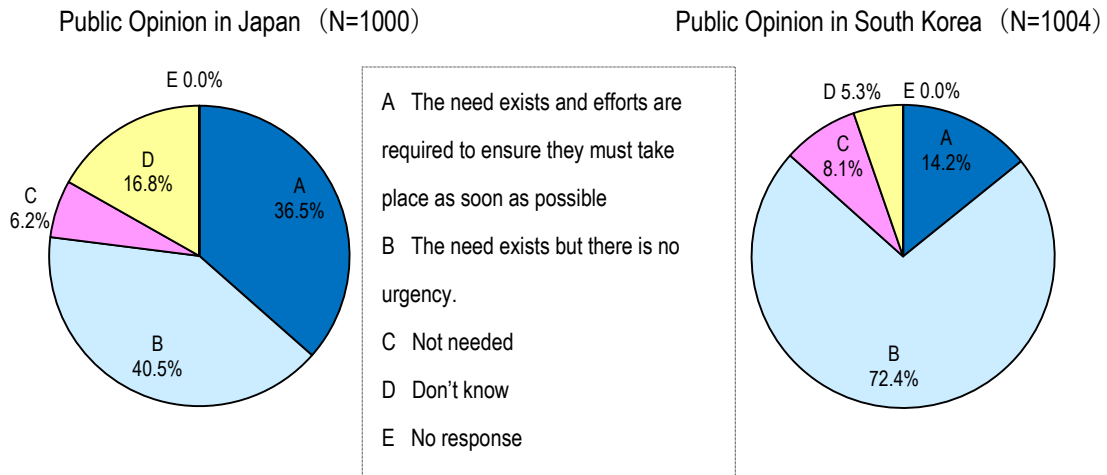 Public Opinion in Japan （N=1000）
Public Opinion in South Korea （N=1004）
E 0.0%
D
16.8%
C
6.2%
A
36.5%
B
40.5%
A The need exists and efforts are
required to ensure they must take
place as soon as possible
B The need exists but there is no
urgency.
C Not needed
D Don’t know
E No response
D 5.3%
E 0.0%
C
8.1%
A
14.2%
B
72.4%